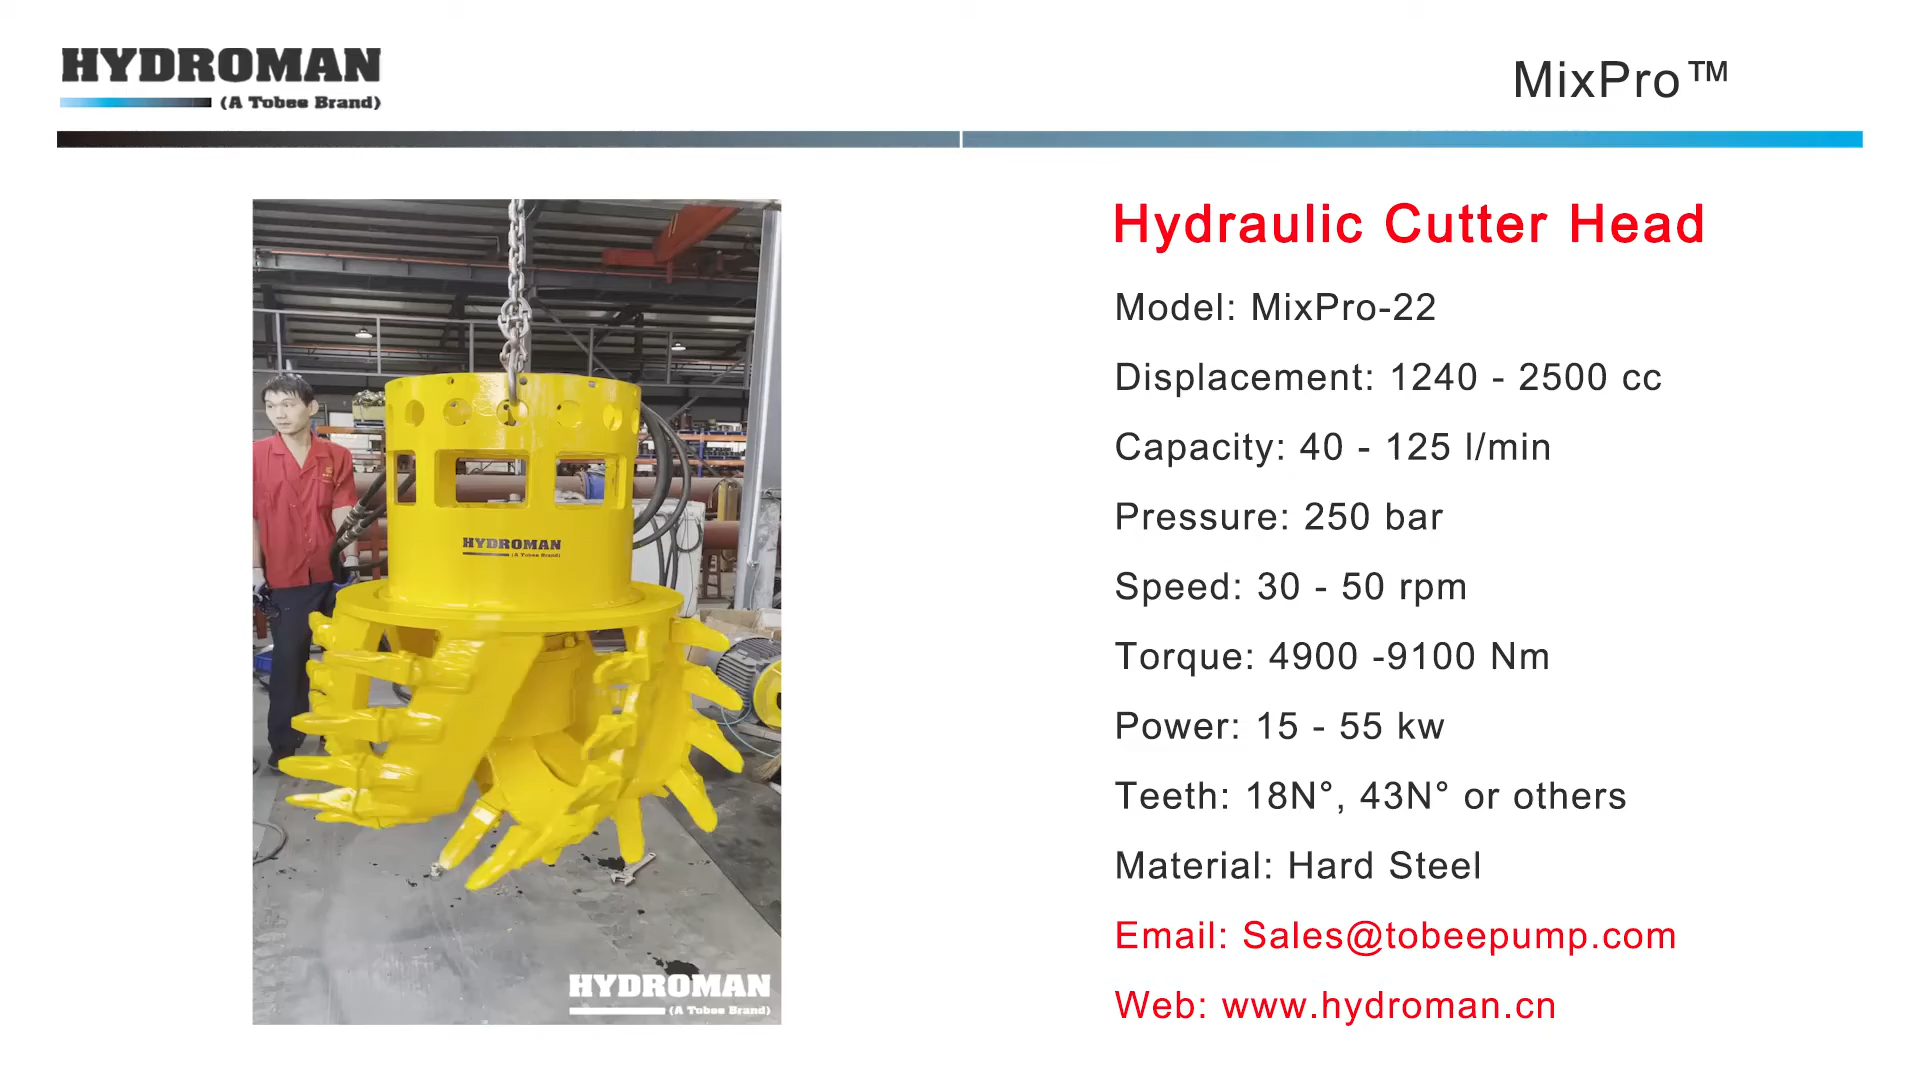 HYDROMAN
(A Tobee Brand)
MixPro™
HYDROMAN
(A Tobee Brand)
HYDROMAN
(A Tobee Brand)
Hydraulic Cutter Head
Model: MixPro-22
Displacement: 1240 - 2500 cc
Capacity: 40 - 125 l/min
Pressure: 250 bar
Speed: 30 - 50 rpm
Torque: 4900 -9100 Nm
Power: 15 - 55 kw
Teeth: 18N°, 43N° or others
Material: Hard Steel
Email: Sales@tobeepump.com
Web: www.hydroman.cn